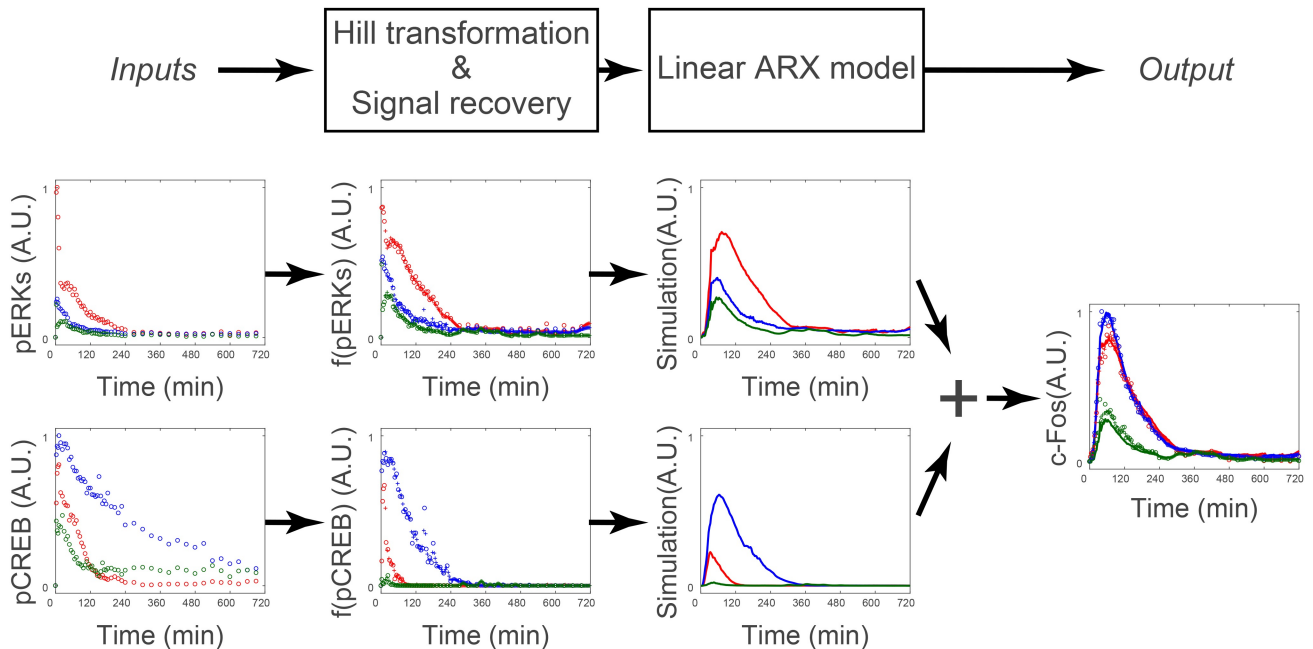 Inputs
Hill transformation
&
Signal recovery
Linear ARX model
Output
pERKs (A.U.)
1
0
0 120 240 360 480 600 720
Time (min)
f(pERKs) (A.U.)
1
0
0 120 240 360 480 600 720
Time (min)
Simulation(A.U.)
1
0
0 120 240 360 480 600 720
Time (min)
pCREB (A.U.)
1
0
0 120 240 360 480 600 720
Time (min)
f(pCREB) (A.U.)
1
0
0 120 240 360 480 600 720
Time (min)
Simulation(A.U.)
1
0
0 120 240 360 480 600 720
Time (min)
+
c-Fos(A.U.)
1
0
0 120 240 360 480 600 720
Time (min)